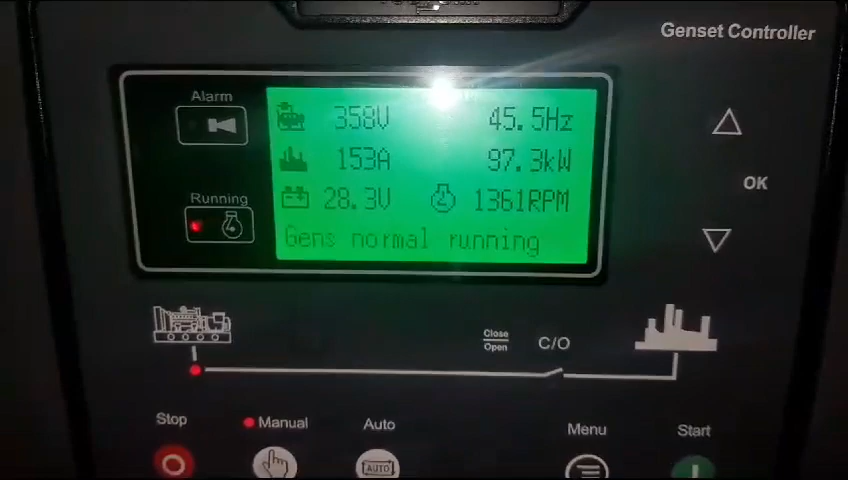 Genset Controller
Alarm
358V 45.5Hz
153A 97.3kW
Running
28.3V 1361RPM
Gens normal running
OK
Close
Open
C/O
Stop
Manual
Auto
Menu
Start
AUTO